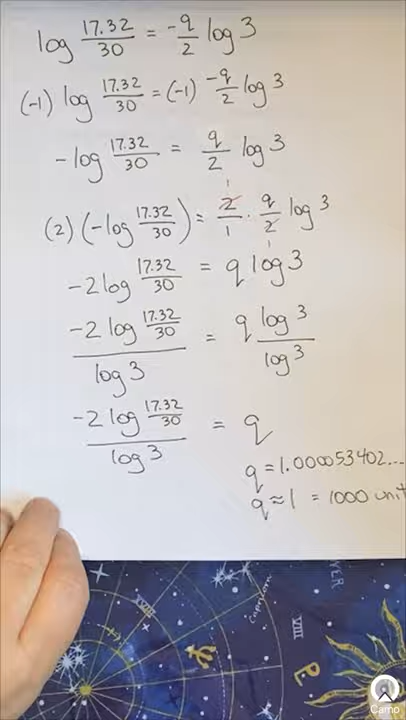 log 17.32/30 = -q/2 log 3
(-1) log 17.32/30 = (-1) -q/2 log 3
-log 17.32/30 = q/2 log 3
(2) (-log 17.32/30) = 2/1 · q/2 log 3
-2 log 17.32/30 = q log 3
-2 log 17.32/30 / log 3 = q log 3 / log 3
-2 log 17.32/30 / log 3 = q
q = 1.000053402...
q ≈ 1 = 1000 unit
VIII
Camp